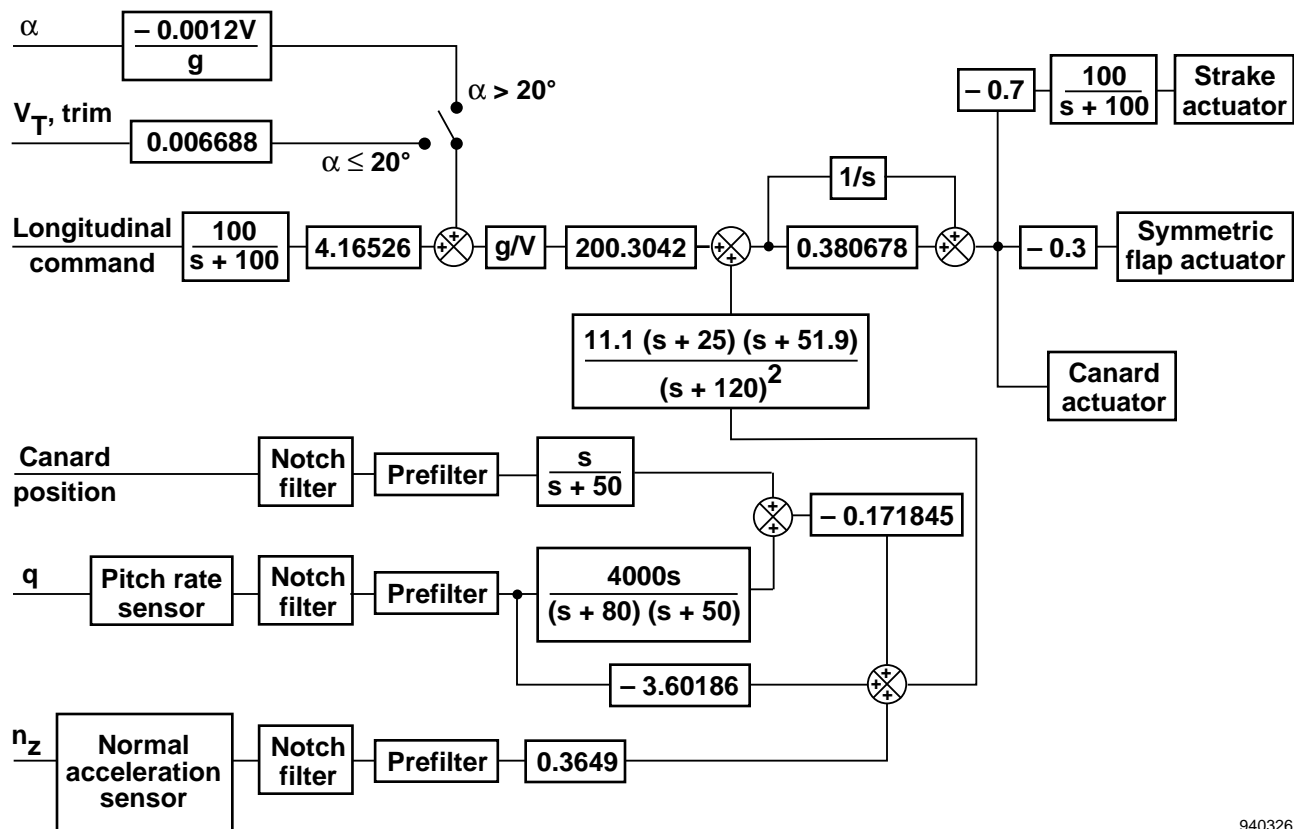 α
– 0.0012V
g
α > 20°
V_T, trim
0.006688
α ≤ 20°
Longitudinal
command
100
s + 100
4.16526
+
+
g/V
200.3042
+
+
1/s
0.380678
+
+
– 0.7
100
s + 100
Strake
actuator
– 0.3
Symmetric
flap actuator
Canard
actuator
11.1 (s + 25) (s + 51.9)
(s + 120)²
Canard
position
Notch
filter
Prefilter
s
s + 50
+
+
– 0.171845
q
Pitch rate
sensor
Notch
filter
Prefilter
4000s
(s + 80) (s + 50)
– 3.60186
+
+
+
n_z
Normal
acceleration
sensor
Notch
filter
Prefilter
0.3649
940326